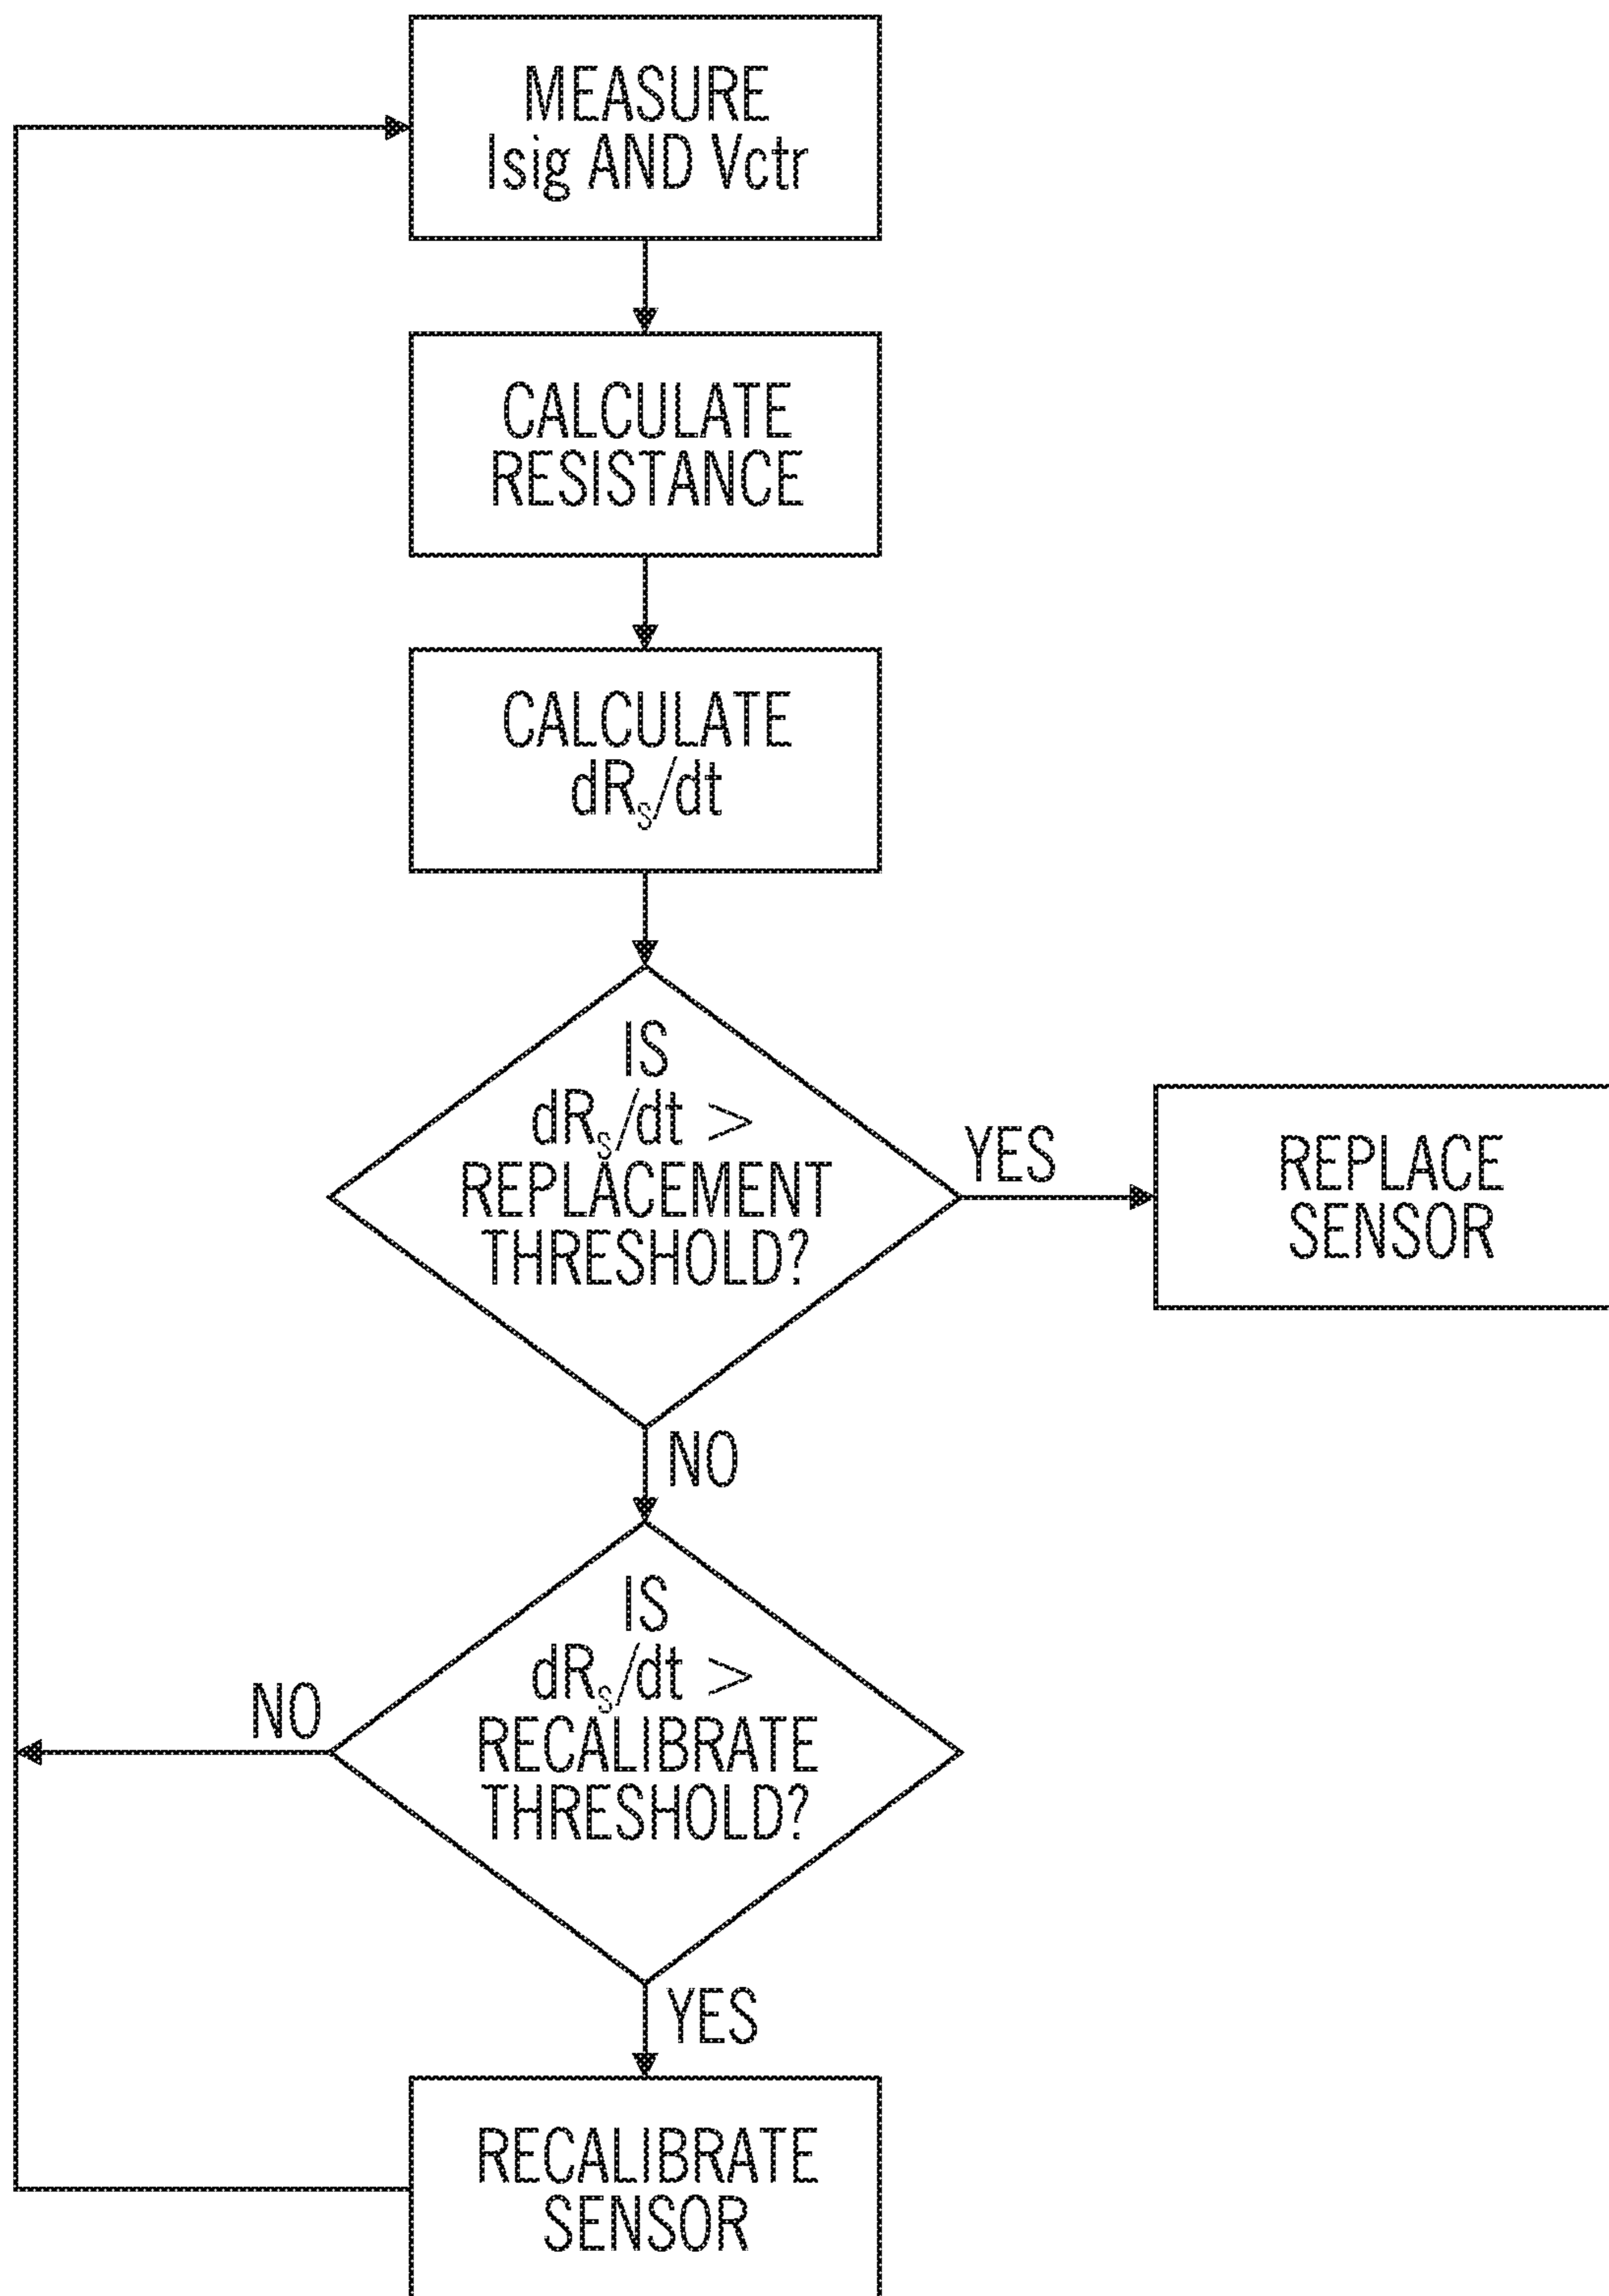 MEASURE
Isig AND Vctr
CALCULATE
RESISTANCE
CALCULATE
dRs/dt
IS
dRs/dt >
REPLACEMENT
THRESHOLD?
YES
REPLACE
SENSOR
NO
IS
dRs/dt >
RECALIBRATE
THRESHOLD?
NO
YES
RECALIBRATE
SENSOR